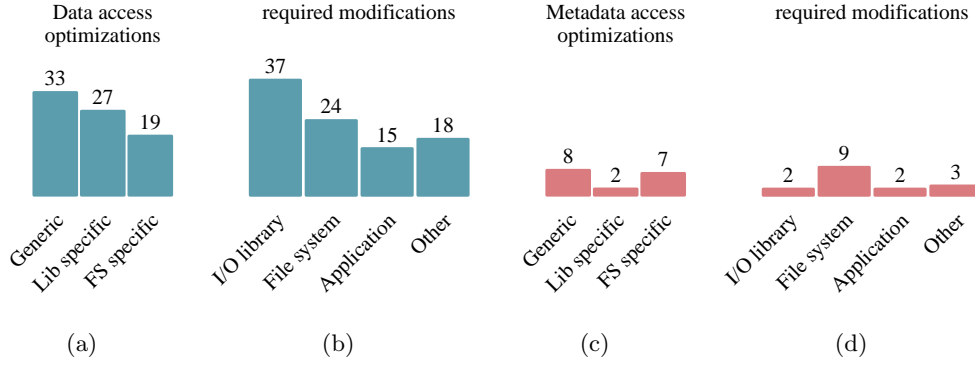 Data access
optimizations
33
27
19
Generic
Lib specific
FS specific
(a)
required modifications
37
24
15
18
I/O library
File system
Application
Other
(b)
Metadata access
optimizations
8
2
7
Generic
Lib specific
FS specific
(c)
required modifications
2
9
2
3
I/O library
File system
Application
Other
(d)